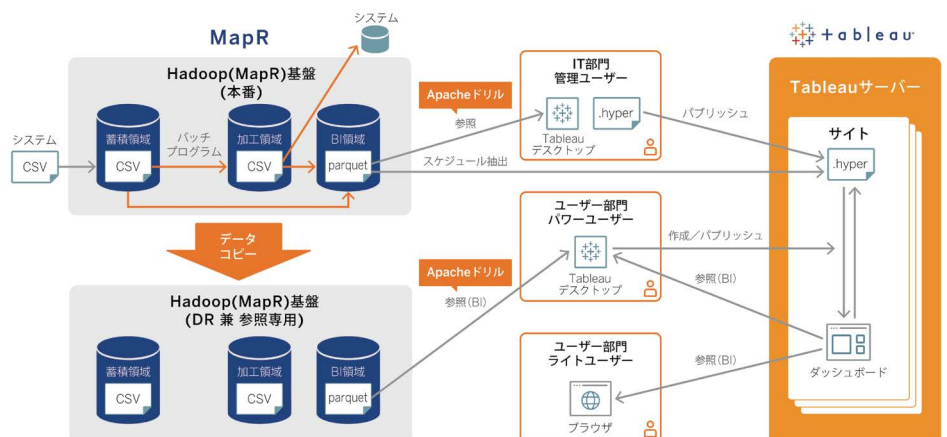 システム
MapR
+ableau
Hadoop(MapR)基盤
(本番)
IT部門
管理ユーザー
Tableauサーバー
Apacheドリル
参照
.hyper
Tableau
デスクトップ
パブリッシュ
サイト
システム
CSV
蓄積領域
CSV
バッチ
プログラム
加工領域
CSV
BI領域
parquet
スケジュール抽出
.hyper
データ
コピー
ユーザー部門
パワーユーザー
作成／パブリッシュ
Apacheドリル
参照(BI)
Tableau
デスクトップ
参照(BI)
Hadoop(MapR)基盤
(DR 兼 参照専用)
蓄積領域
CSV
加工領域
CSV
BI領域
parquet
ユーザー部門
ライトユーザー
参照(BI)
ダッシュボード
ブラウザ